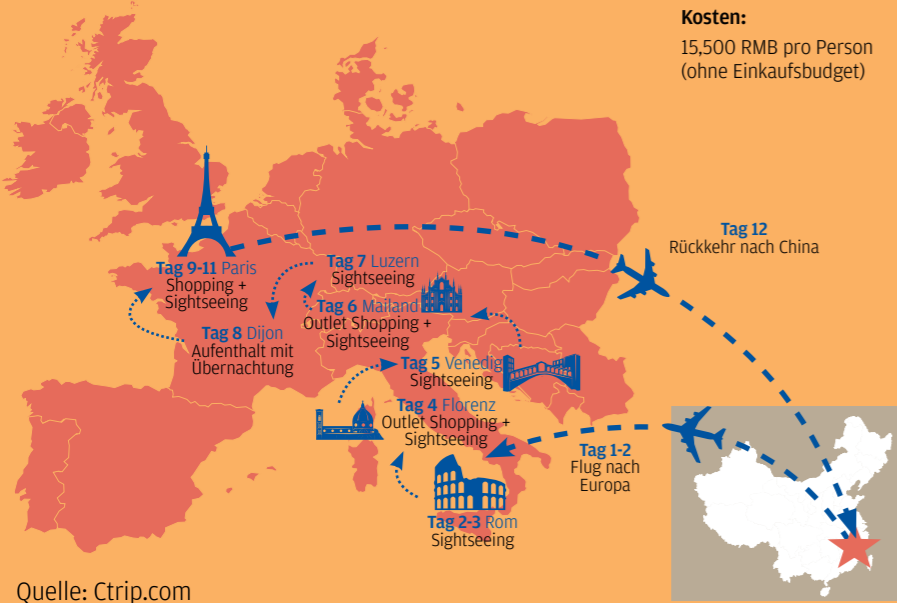 Kosten:
15,500 RMB pro Person
(ohne Einkaufsbudget)
Tag 1-2
Flug nach
Europa
Tag 2-3 Rom
Sightseeing
Tag 4 Florenz
Outlet Shopping +
Sightseeing
Tag 5 Venedig
Sightseeing
Tag 6 Mailand
Outlet Shopping +
Sightseeing
Tag 7 Luzern
Sightseeing
Tag 8 Dijon
Aufenthalt mit
Übernachtung
Tag 9-11 Paris
Shopping +
Sightseeing
Tag 12
Rückkehr nach China
Quelle: Ctrip.com